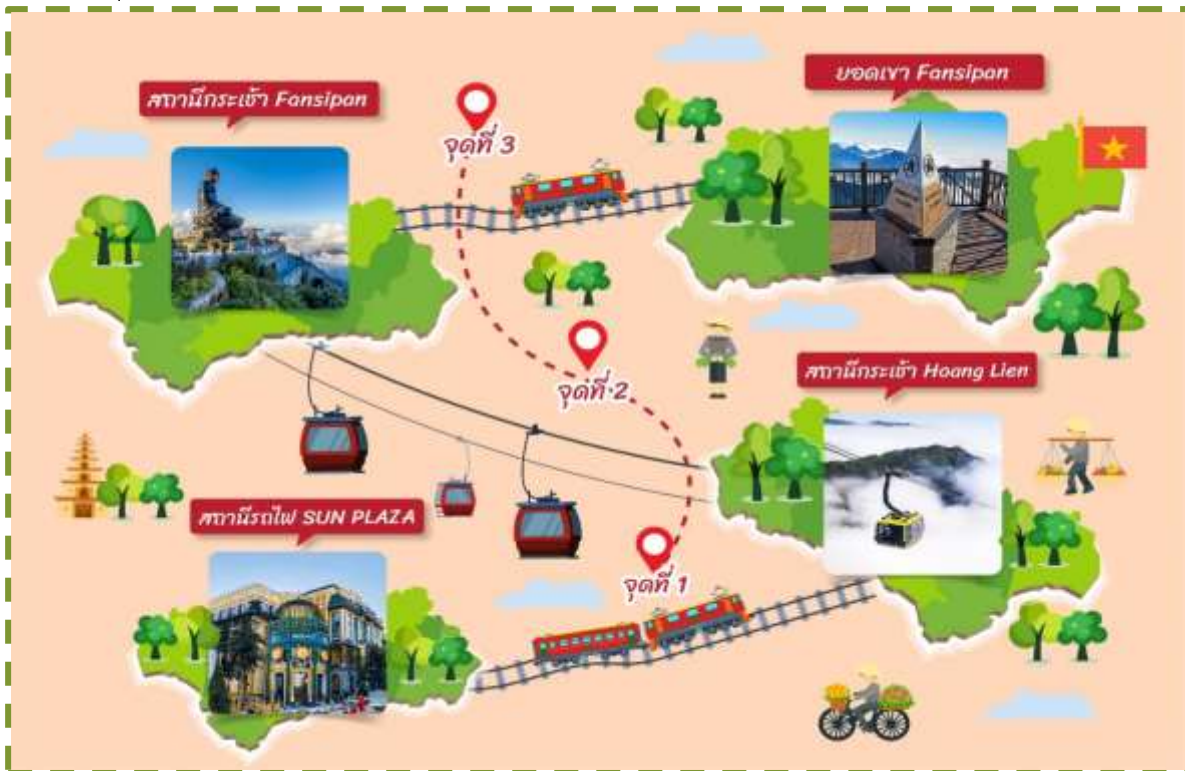 สถานีกระเช้า Fansipan
ยอดเขา Fansipan
จุดที่ 3
จุดที่ 2
สถานีกระเช้า Hoang Lien
สถานีรถไฟ SUN PLAZA
จุดที่ 1